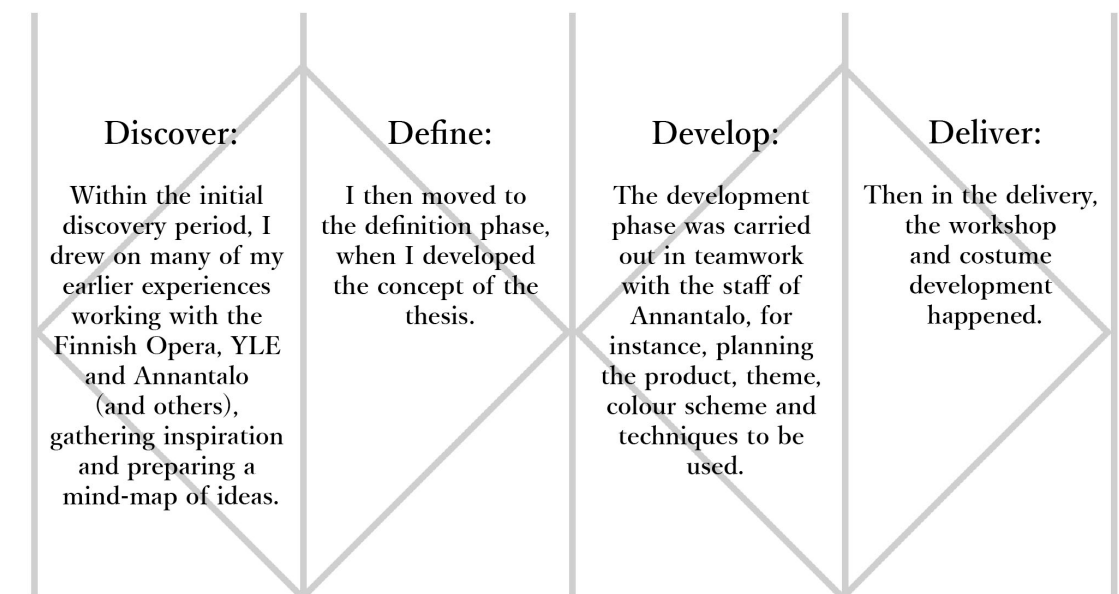 Discover:
Within the initial
discovery period, I
drew on many of my
earlier experiences
working with the
Finnish Opera, YLE
and Annantalo
(and others),
gathering inspiration
and preparing a
mind-map of ideas.
Define:
I then moved to
the definition phase,
when I developed
the concept of the
thesis.
Develop:
The development
phase was carried
out in teamwork
with the staff of
Annantalo, for
instance, planning
the product, theme,
colour scheme and
techniques to be
used.
Deliver:
Then in the delivery,
the workshop
and costume
development
happened.